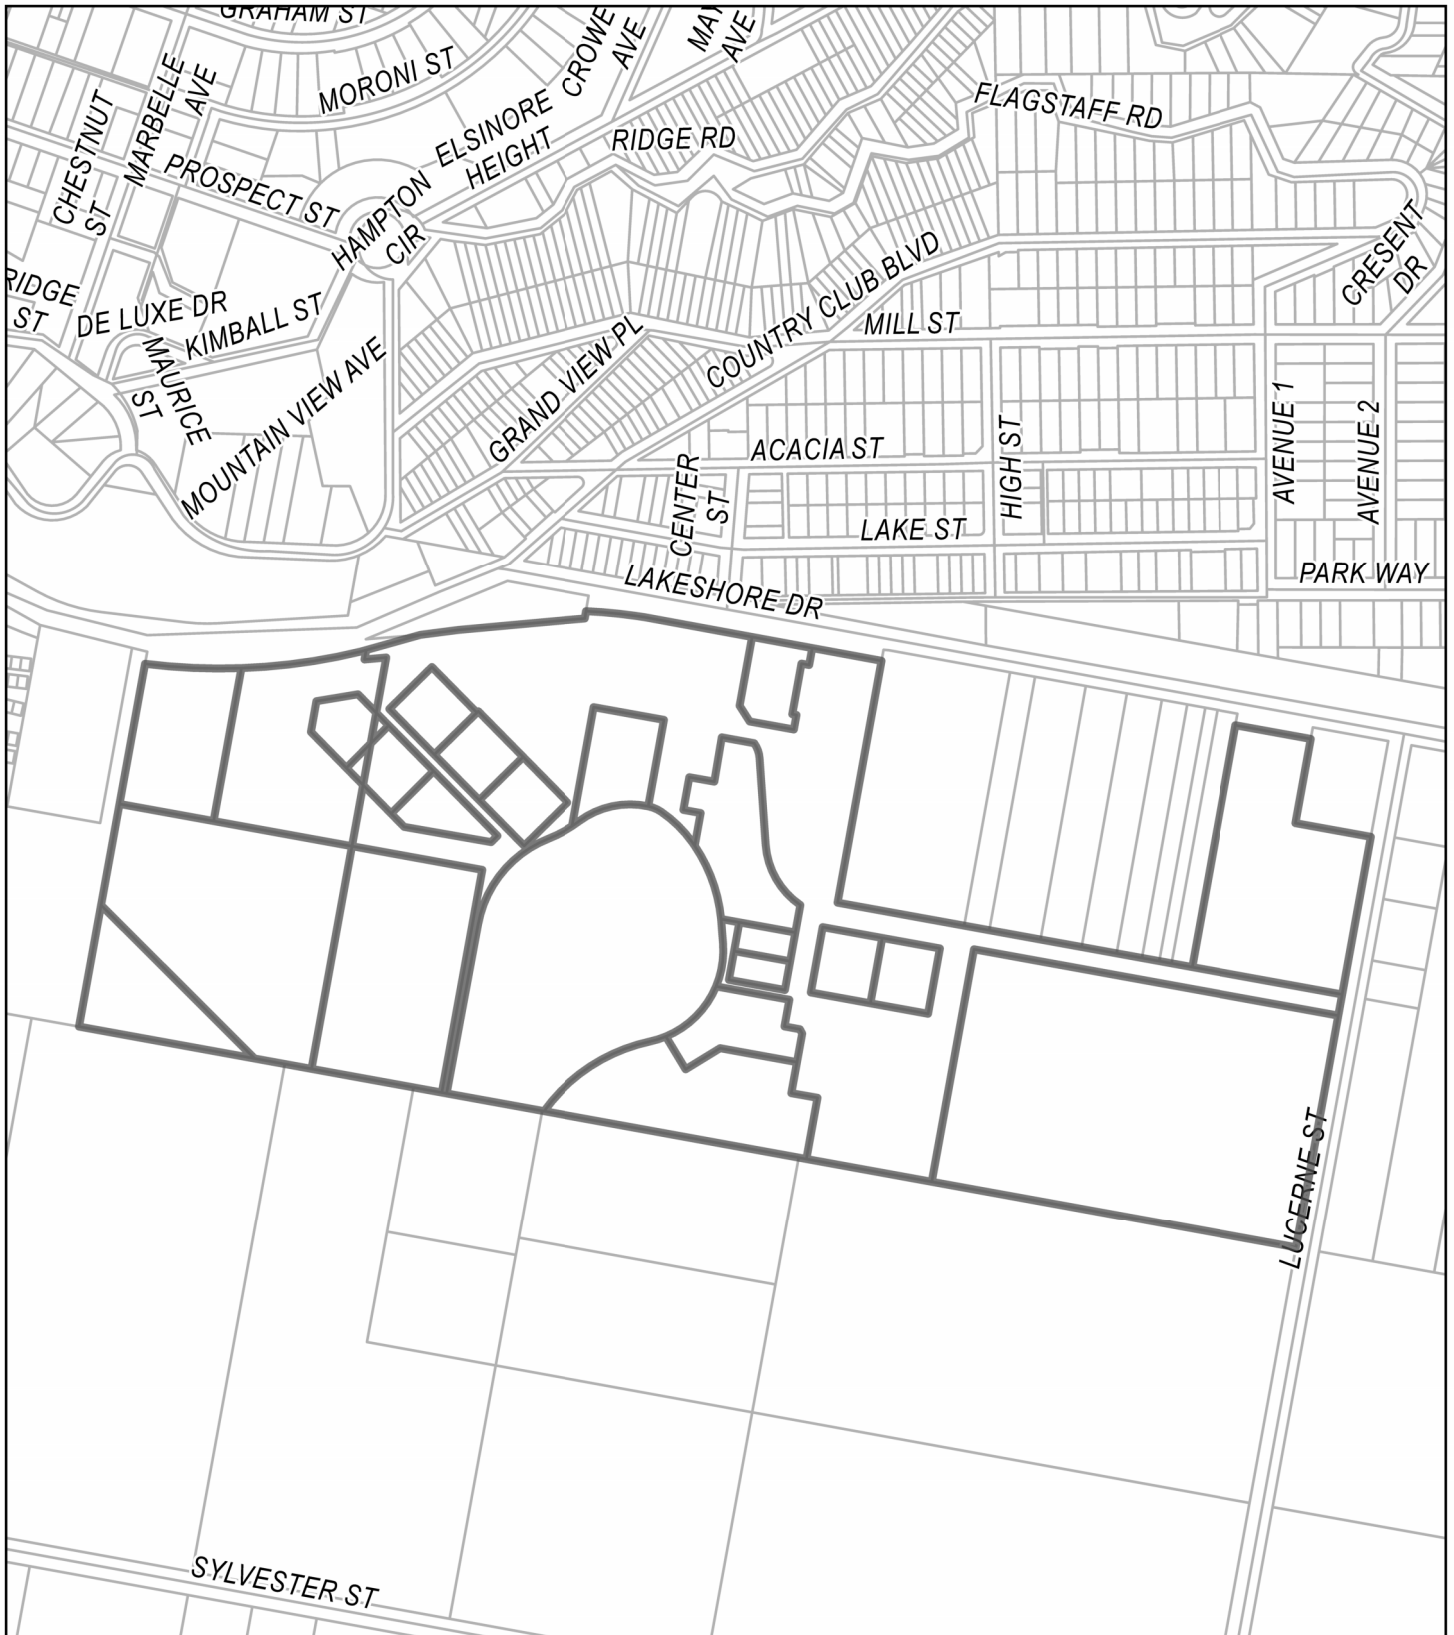 GRAHAM ST
CROWE
AVE
MAY
AVE
MORONI ST
MARBELLE
AVE
CHESTNUT
ST
ELSINORE
HEIGHT
RIDGE RD
FLAGSTAFF RD
PROSPECT ST
HAMPTON
CIR
CRESENT
DR
RIDGE
ST
DE LUXE DR
KIMBALL ST
MAURICE
ST
MOUNTAIN VIEW AVE
GRAND VIEW PL
COUNTRY CLUB BLVD
MILL ST
ACACIA ST
CENTER
ST
HIGH ST
AVENUE 1
AVENUE 2
LAKE ST
LAKESHORE DR
PARK WAY
LUCERNE ST
SYLVESTER ST